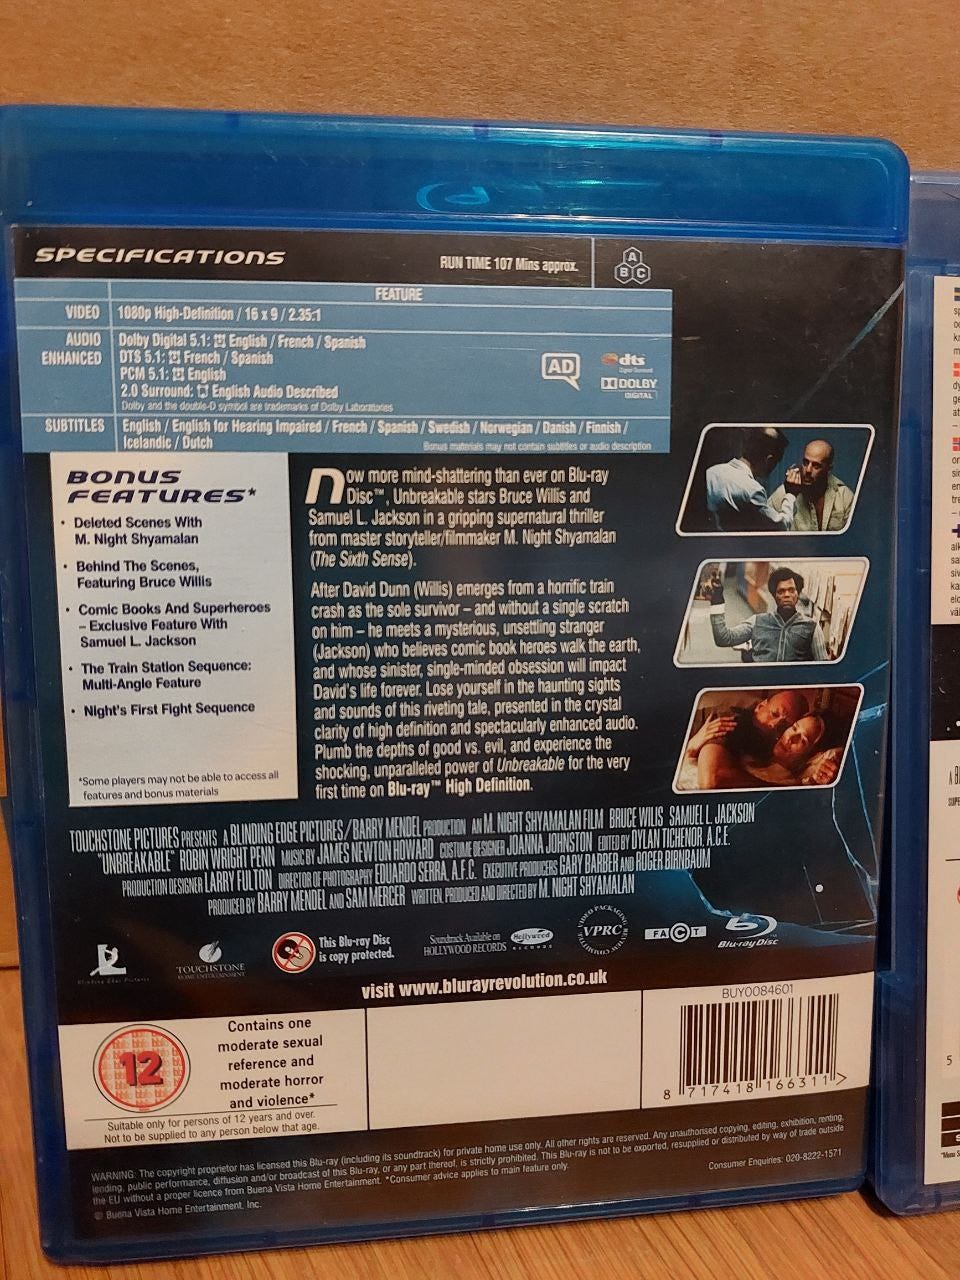 SPECIFICATIONS
RUN TIME 107 Mins approx.
A
B C
FEATURE
VIDEO 1080p High-Definition / 16 x 9 / 2.35:1
AUDIO Dolby Digital 5.1: English / French / Spanish
ENHANCED DTS 5.1: French / Spanish
PCM 5.1: English
2.0 Surround: English Audio Described
Dolby and the double-D symbol are trademarks of Dolby Laboratories
AD
dts
Digital Surround
DOLBY
DIGITAL
SUBTITLES English / English for Hearing Impaired / French / Spanish / Swedish / Norwegian / Danish / Finnish /
Icelandic / Dutch
Bonus materials may not contain subtitles or audio description
BONUS
FEATURES*
• Deleted Scenes With
M. Night Shyamalan
• Behind The Scenes,
Featuring Bruce Willis
• Comic Books And Superheroes
– Exclusive Feature With
Samuel L. Jackson
• The Train Station Sequence:
Multi-Angle Feature
• Night's First Fight Sequence
*Some players may not be able to access all
features and bonus materials
Now more mind-shattering than ever on Blu-ray
Disc™, Unbreakable stars Bruce Willis and
Samuel L. Jackson in a gripping supernatural thriller
from master storyteller/filmmaker M. Night Shyamalan
(The Sixth Sense).
After David Dunn (Willis) emerges from a horrific train
crash as the sole survivor – and without a single scratch
on him – he meets a mysterious, unsettling stranger
(Jackson) who believes comic book heroes walk the earth,
and whose sinister, single-minded obsession will impact
David's life forever. Lose yourself in the haunting sights
and sounds of this riveting tale, presented in the crystal
clarity of high definition and spectacularly enhanced audio.
Plumb the depths of good vs. evil, and experience the
shocking, unparalleled power of Unbreakable for the very
first time on Blu-ray™ High Definition.
TOUCHSTONE PICTURES PRESENTS A BLINDING EDGE PICTURES/BARRY MENDEL PRODUCTION AN M. NIGHT SHYAMALAN FILM BRUCE WILIS SAMUEL L. JACKSON
"UNBREAKABLE" ROBIN WRIGHT PENN MUSIC BY JAMES NEWTON HOWARD COSTUME DESIGNER JOANNA JOHNSTON EDITED BY DYLAN TICHENOR, A.C.E.
PRODUCTION DESIGNER LARRY FULTON DIRECTOR OF PHOTOGRAPHY EDUARDO SERRA, A.F.C. EXECUTIVE PRODUCERS GARY BARBER AND ROGER BIRNBAUM
PRODUCED BY BARRY MENDEL AND SAM MERCER WRITTEN, PRODUCED AND DIRECTED BY M. NIGHT SHYAMALAN
Blinding Edge Pictures
TOUCHSTONE
HOME ENTERTAINMENT
This Blu-ray Disc
is copy protected.
Soundtrack Available on
HOLLYWOOD RECORDS
Hollywood
RECORDS
VIDEO PACKAGING REVIEW COMMITTEE
VPRC
FACT
Blu-ray Disc
visit www.blurayrevolution.co.uk
12
Contains one
moderate sexual
reference and
moderate horror
and violence*
Suitable only for persons of 12 years and over.
Not to be supplied to any person below that age.
BUY0084601
8 717418 166311 >
WARNING: The copyright proprietor has licensed this Blu-ray (including its soundtrack) for private home use only. All other rights are reserved. Any unauthorised copying, editing, exhibition, renting,
lending, public performance, diffusion and/or broadcast of this Blu-ray, or any part thereof, is strictly prohibited. This Blu-ray is not to be exported, resupplied or distributed by way of trade outside
the EU without a proper licence from Buena Vista Home Entertainment. *Consumer advice applies to main feature only.
Consumer Enquiries: 020-8222-1571
© Buena Vista Home Entertainment, Inc.